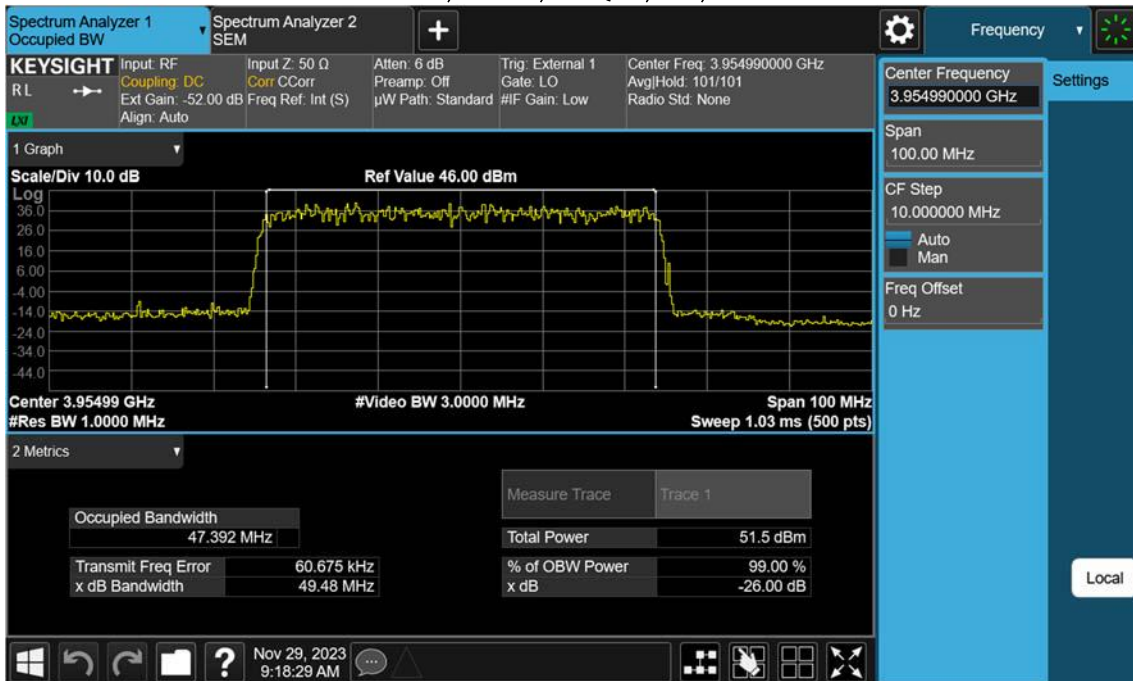 Spectrum Analyzer 1
Occupied BW
Spectrum Analyzer 2
SEM
+
Frequency
KEYSIGHT
RL
LXI
Input: RF
Coupling: DC
Ext Gain: -52.00 dB
Align: Auto
Input Z: 50 Ω
Corr CCorr
Freq Ref: Int (S)
Atten: 6 dB
Preamp: Off
µW Path: Standard
Trig: External 1
Gate: LO
#IF Gain: Low
Center Freq: 3.954990000 GHz
Avg|Hold: 101/101
Radio Std: None
Center Frequency
3.954990000 GHz
Settings
Span
100.00 MHz
CF Step
10.000000 MHz
Auto
Man
Freq Offset
0 Hz
Local
1 Graph
Scale/Div 10.0 dB
Ref Value 46.00 dBm
Log
36.0
26.0
16.0
6.00
-4.00
-14.0
-24.0
-34.0
-44.0
Center 3.95499 GHz
#Video BW 3.0000 MHz
Span 100 MHz
#Res BW 1.0000 MHz
Sweep 1.03 ms (500 pts)
2 Metrics
Measure Trace
Trace 1
Occupied Bandwidth
47.392 MHz
Total Power
51.5 dBm
Transmit Freq Error
60.675 kHz
% of OBW Power
99.00 %
x dB Bandwidth
49.48 MHz
x dB
-26.00 dB
?
Nov 29, 2023
9:18:29 AM